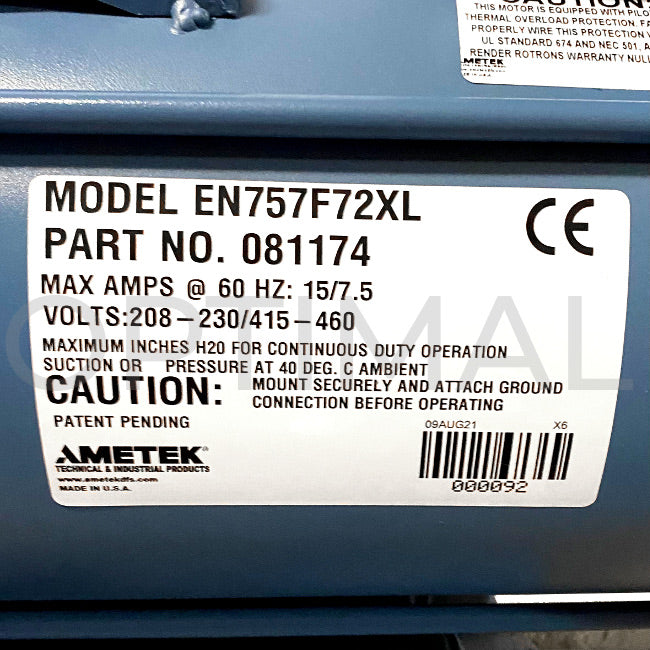 CAUTION
THIS MOTOR IS EQUIPPED WITH PILO
THERMAL OVERLOAD PROTECTION. FA
PROPERLY WIRE THIS PROTECTION
UL STANDARD 674 AND NEC 501, A
RENDER ROTRONS WARRANTY NULL
AMETEK
MODEL EN757F72XL
PART NO. 081174
MAX AMPS @ 60 HZ: 15/7.5
VOLTS:208-230/415-460
MAXIMUM INCHES H20 FOR CONTINUOUS DUTY OPERATION
SUCTION OR PRESSURE AT 40 DEG. C AMBIENT
CAUTION: MOUNT SECURELY AND ATTACH GROUND
CONNECTION BEFORE OPERATING
PATENT PENDING
CE
09AUG21 X6
AMETEK
TECHNICAL & INDUSTRIAL PRODUCTS
www.ametekdfs.com
MADE IN U.S.A.
000092
OPTIMAL